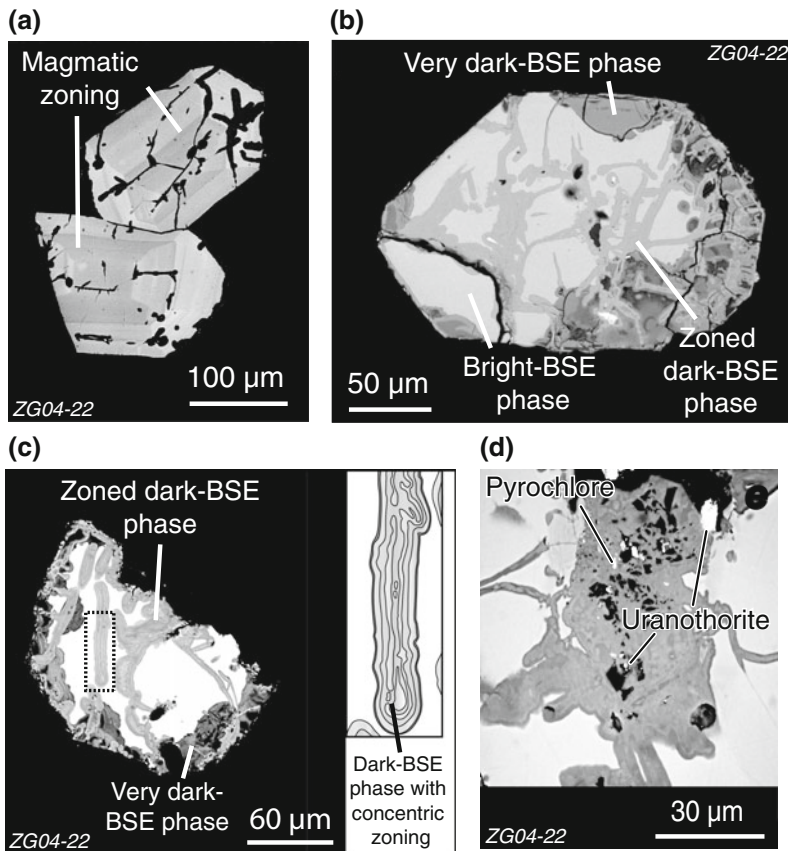 (a)
Magmatic
zoning
100 µm
ZG04-22
(b)
Very dark-BSE phase
ZG04-22
Bright-BSE
phase
Zoned
dark-BSE
phase
50 µm
(c)
Zoned dark-BSE
phase
Very dark-
BSE phase
60 µm
ZG04-22
Dark-BSE
phase with
concentric
zoning
(d)
Pyrochlore
Uranothorite
30 µm
ZG04-22